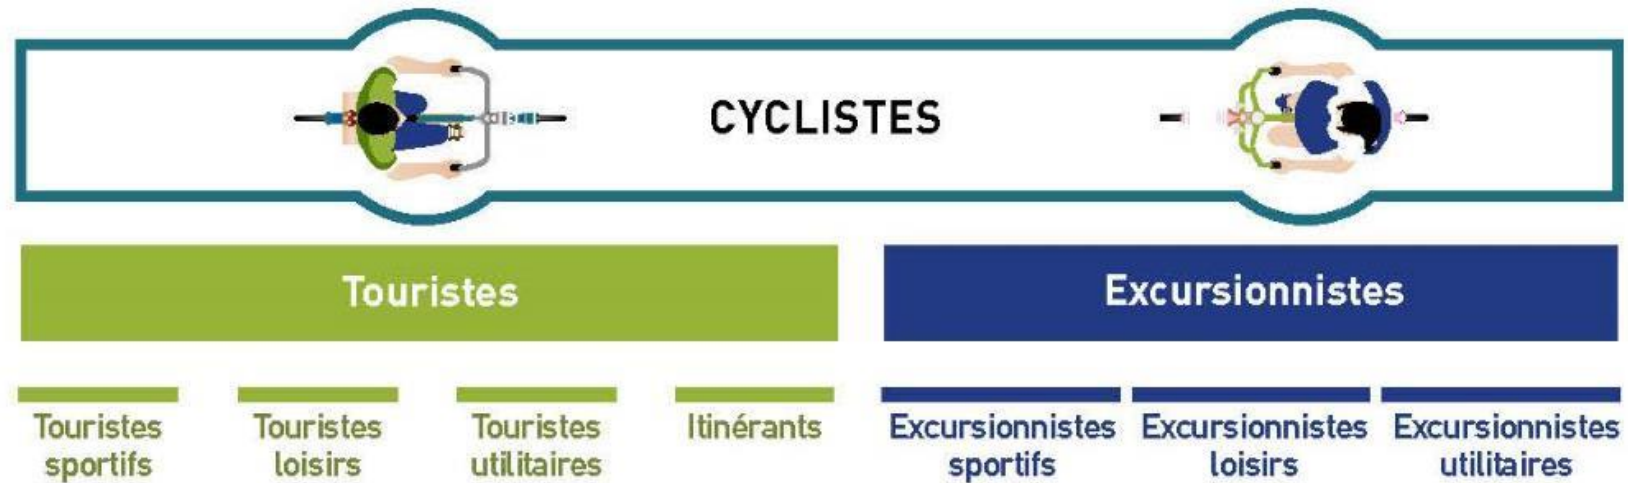 CYCLISTES
Touristes
Excursionnistes
Touristes
sportifs
Touristes
loisirs
Touristes
utilitaires
Itinérants
Excursionnistes
sportifs
Excursionnistes
loisirs
Excursionnistes
utilitaires